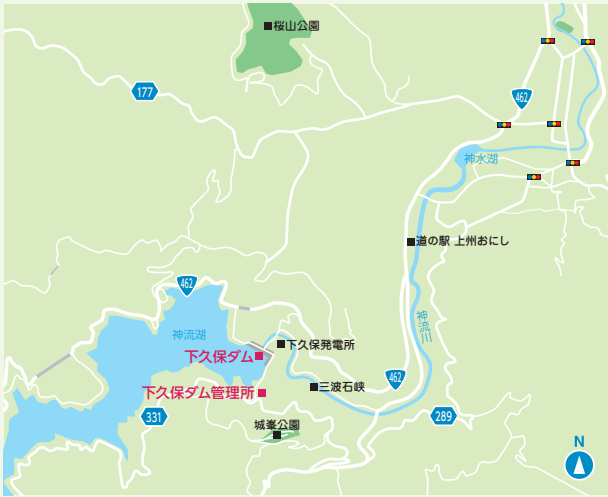 桜山公園
177
462
神水湖
道の駅 上州おにし
462
神流湖
神流川
下久保発電所
下久保ダム
462
三波石峡
下久保ダム管理所
331
289
城峯公園
N